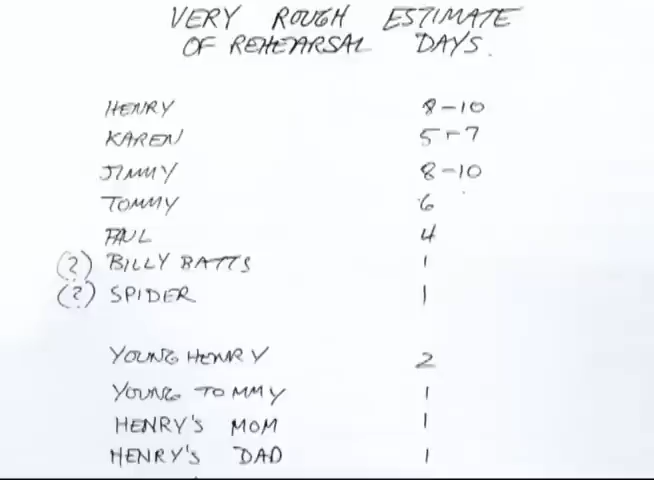 VERY ROUGH ESTIMATE
OF REHEARSAL DAYS.
HENRY 8-10
KAREN 5-7
JIMMY 8-10
TOMMY 6
PAUL 4
(?) BILLY BATTS 1
(?) SPIDER 1
YOUNG HENRY 2
YOUNG TOMMY 1
HENRY'S MOM 1
HENRY'S DAD 1